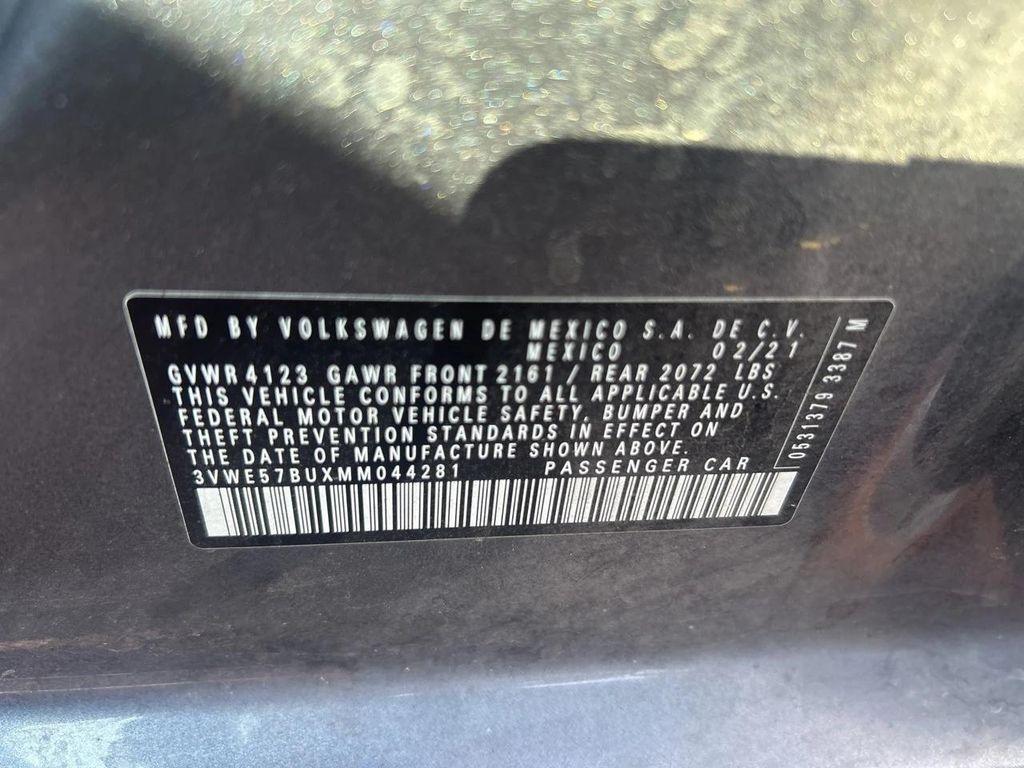 MFD BY VOLKSWAGEN DE MEXICO S.A. DE C.V.
MEXICO 02/21
GVWR 4123 GAWR FRONT 2161 / REAR 2072 LBS
THIS VEHICLE CONFORMS TO ALL APPLICABLE U.S.
FEDERAL MOTOR VEHICLE SAFETY, BUMPER AND
THEFT PREVENTION STANDARDS IN EFFECT ON
THE DATE OF MANUFACTURE SHOWN ABOVE.
3VWE57BUXMM044281 PASSENGER CAR
0531379 3387 M